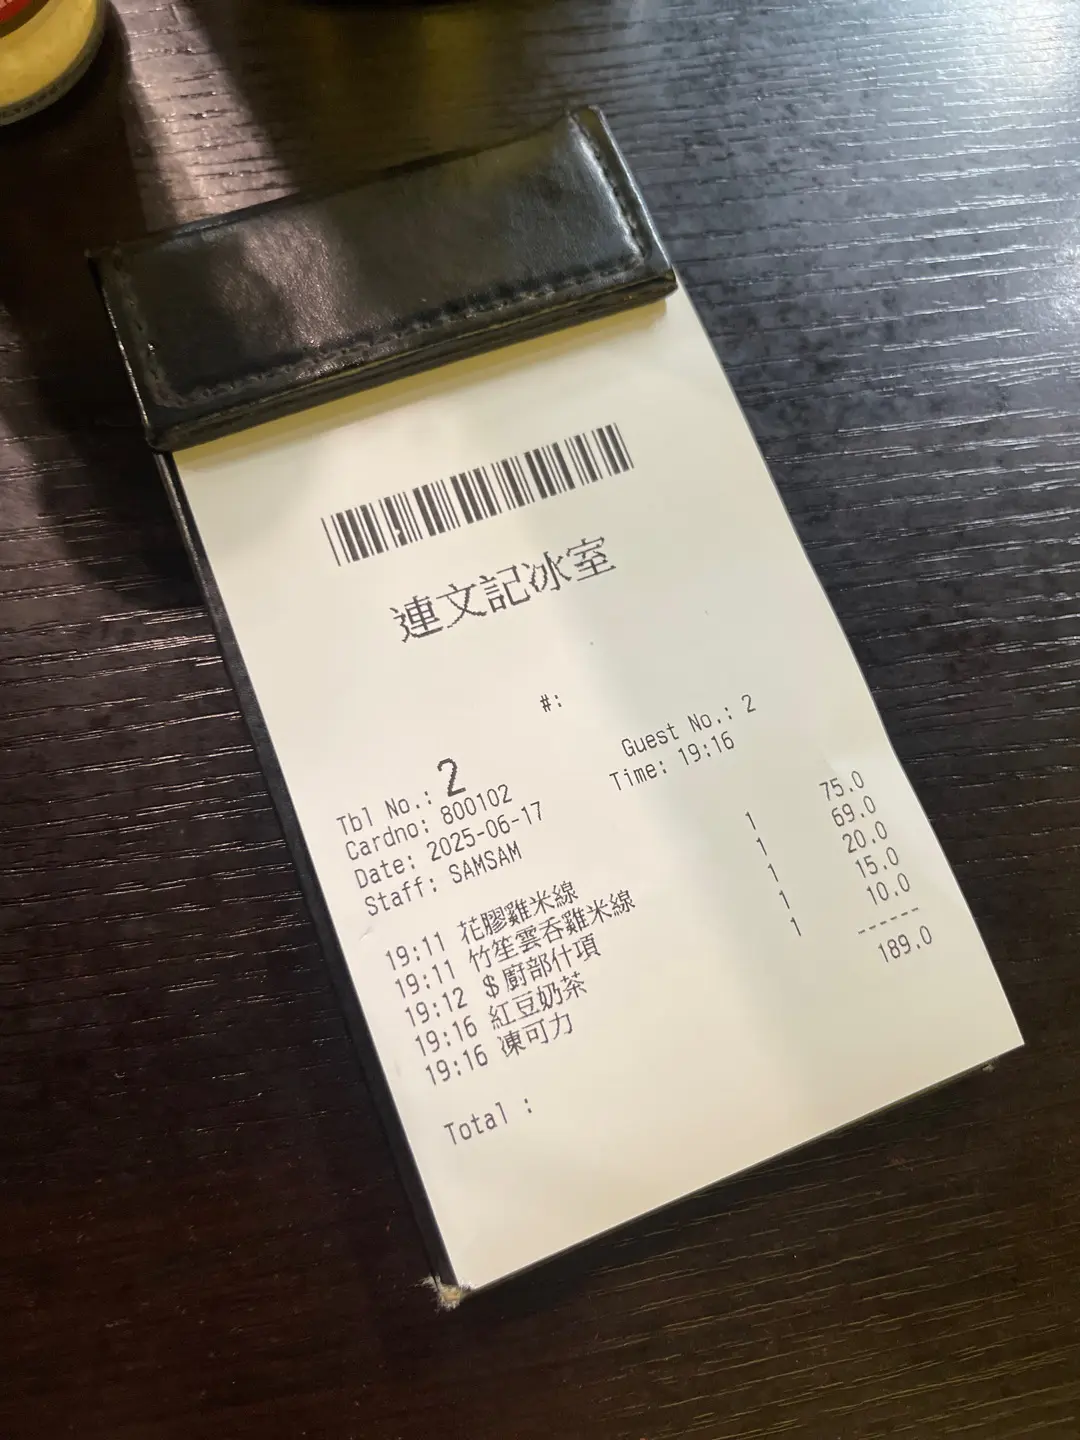 連文記冰室
#:
Tbl No.: 2 Guest No.: 2
Cardno: 800102 Time: 19:16
Date: 2025-06-17
Staff: SAMSAM
19:11 花膠雞米線 1 75.0
19:11 竹笙雲吞雞米線 1 69.0
19:12 $廚部什項 1 20.0
19:16 紅豆奶茶 1 15.0
19:16 凍可力 1 10.0
------
Total : 189.0